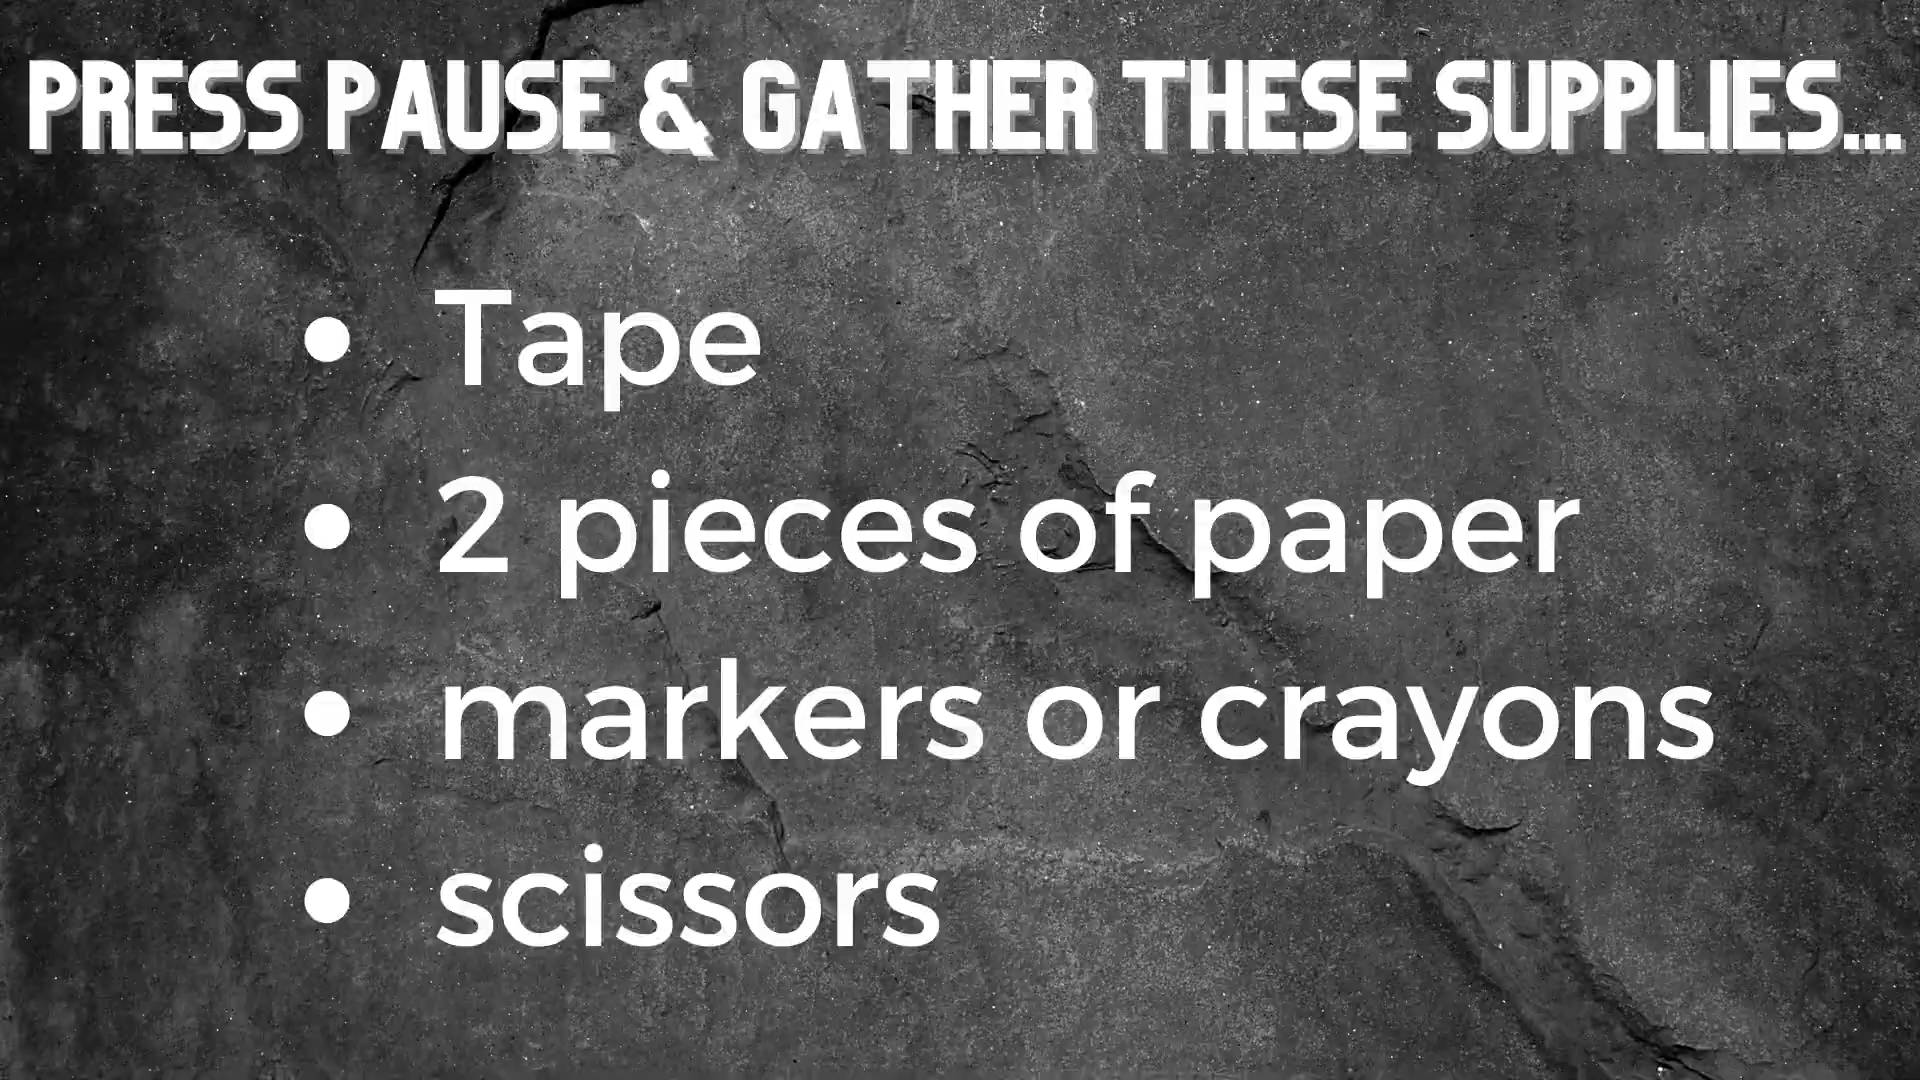 PRESS PAUSE & GATHER THESE SUPPLIES...
• Tape
• 2 pieces of paper
• markers or crayons
• scissors